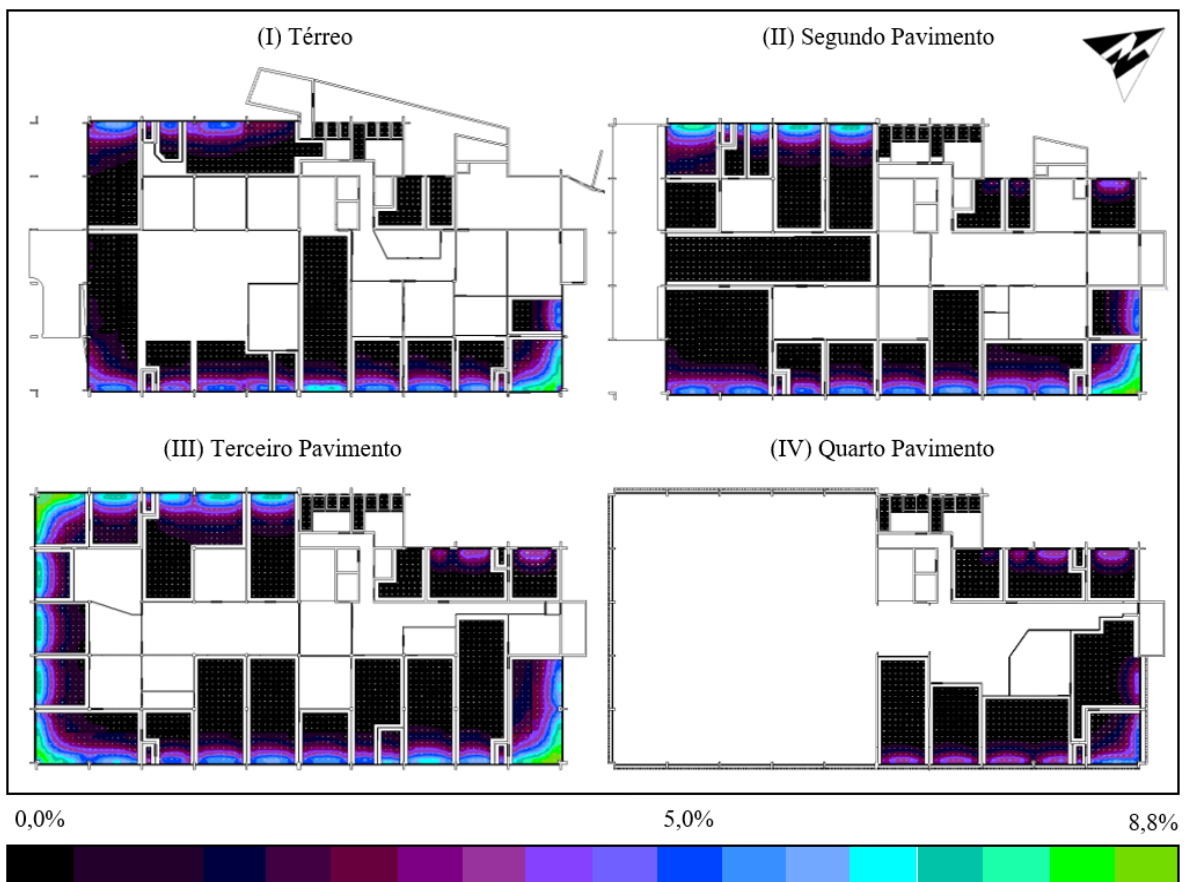 (I) Térreo
(II) Segundo Pavimento
N
(III) Terceiro Pavimento
(IV) Quarto Pavimento
0,0%
5,0%
8,8%